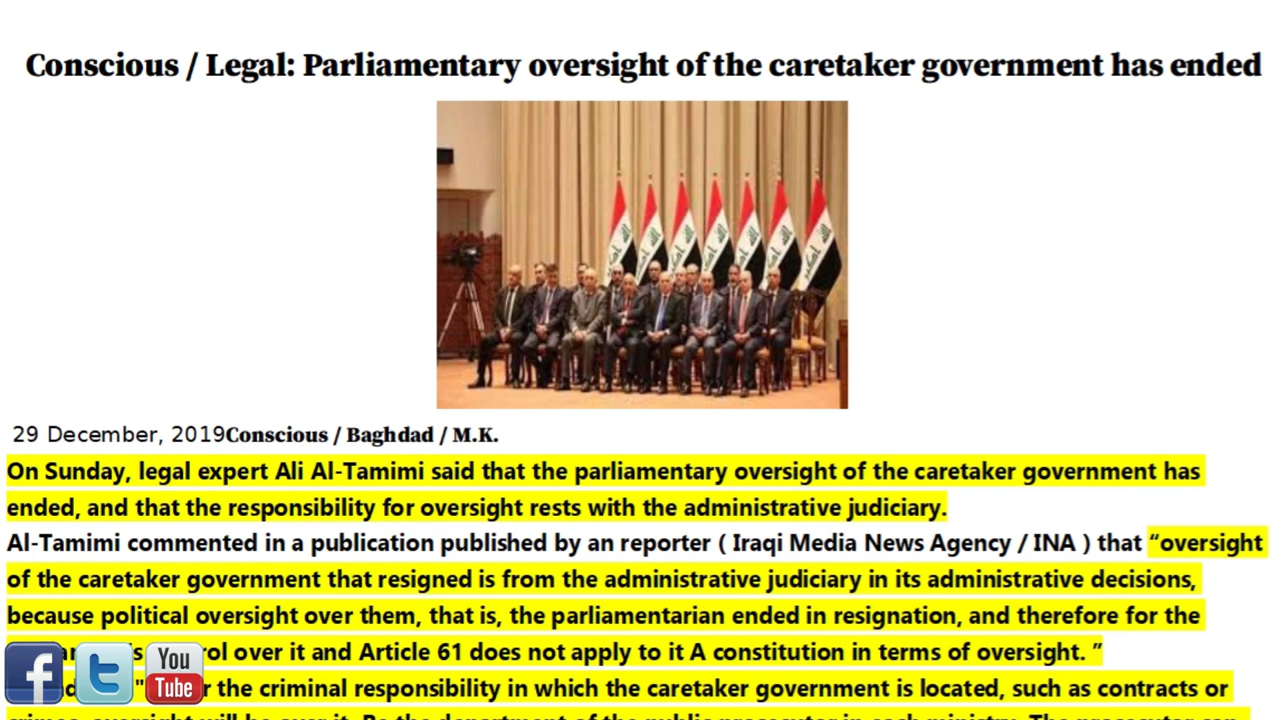 Conscious / Legal: Parliamentary oversight of the caretaker government has ended
29 December, 2019Conscious / Baghdad / M.K.
On Sunday, legal expert Ali Al-Tamimi said that the parliamentary oversight of the caretaker government has
ended, and that the responsibility for oversight rests with the administrative judiciary.
Al-Tamimi commented in a publication published by an reporter ( Iraqi Media News Agency / INA ) that “oversight
of the caretaker government that resigned is from the administrative judiciary in its administrative decisions,
because political oversight over them, that is, the parliamentarian ended in resignation, and therefore for the
over it and Article 61 does not apply to it A constitution in terms of oversight. ”
the criminal responsibility in which the caretaker government is located, such as contracts or
f
t
You
Tube